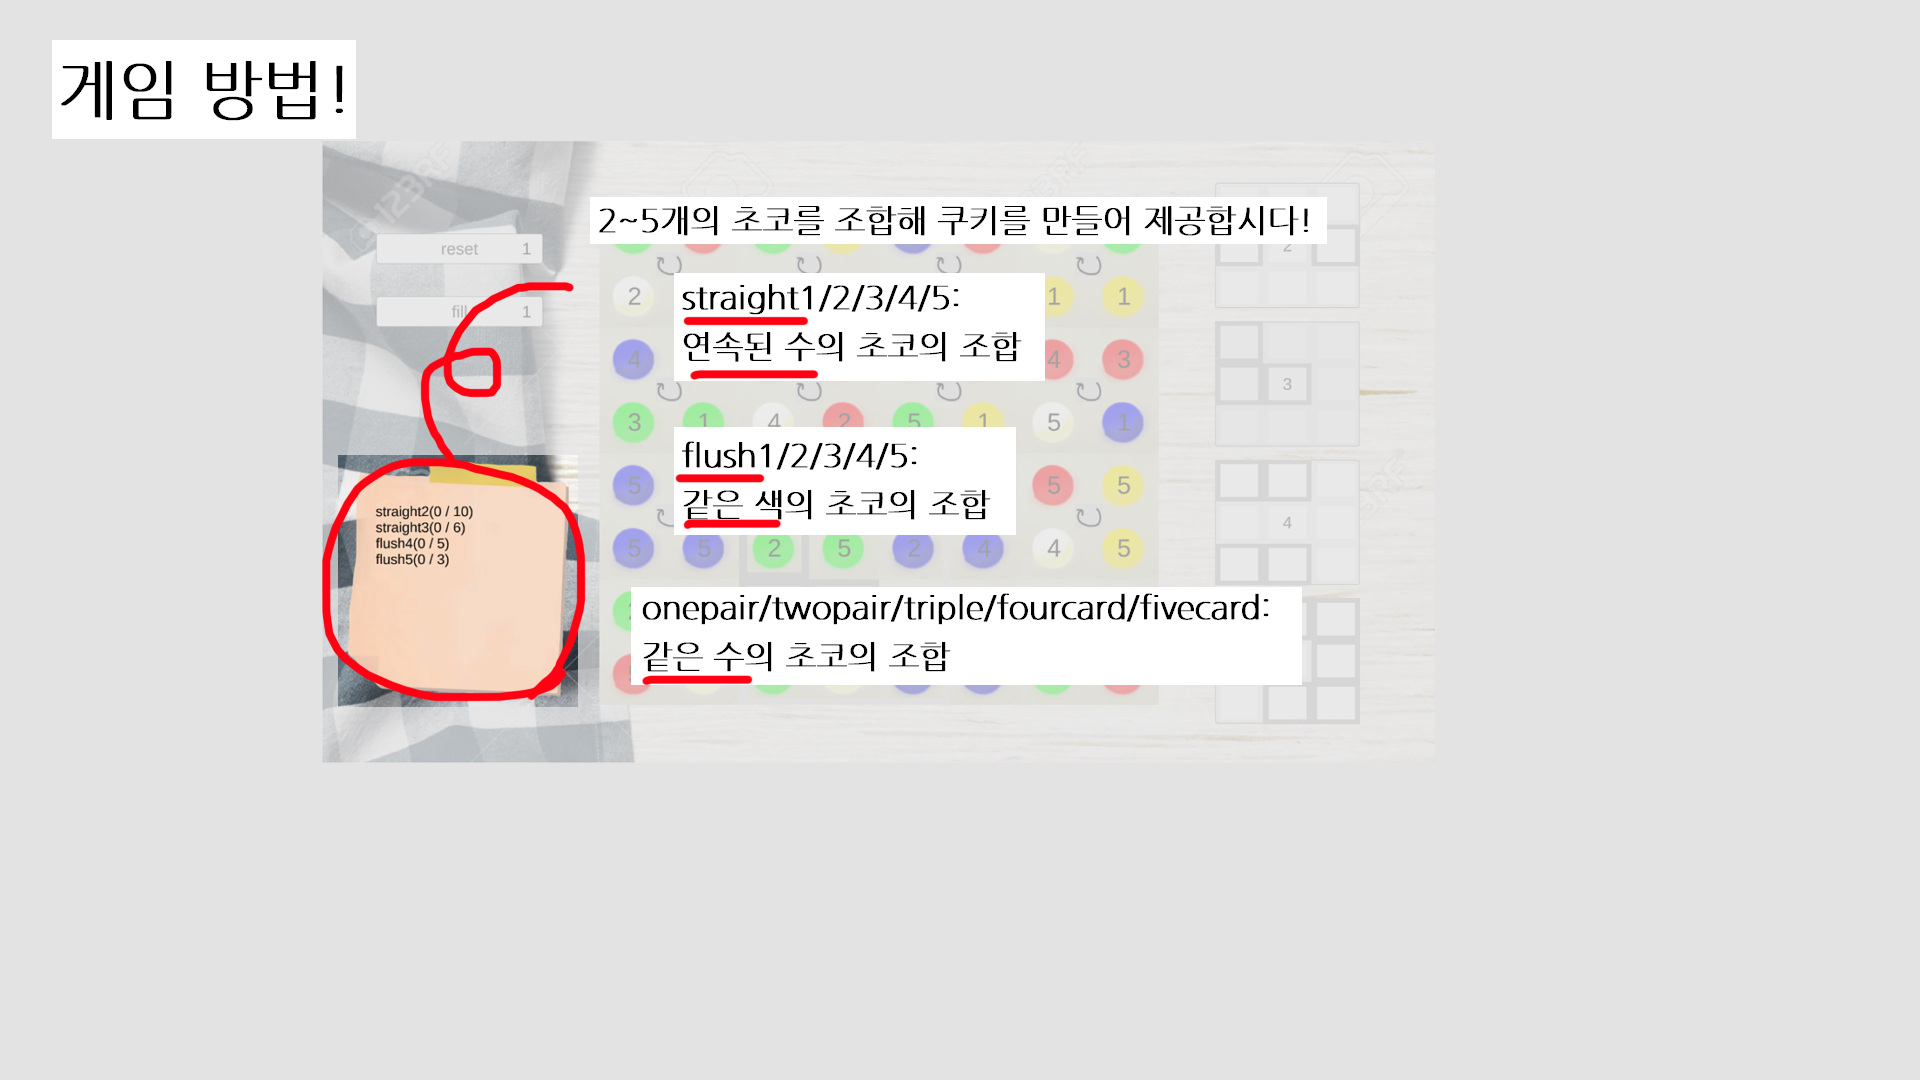 게임 방법!
2~5개의 초코를 조합해 쿠키를 만들어 제공합시다!
reset 1
fill 1
straight1/2/3/4/5:
연속된 수의 초코의 조합
flush1/2/3/4/5:
같은 색의 초코의 조합
onepair/twopair/triple/fourcard/fivecard:
같은 수의 초코의 조합
straight2(0 / 10)
straight3(0 / 6)
flush4(0 / 5)
flush5(0 / 3)
2 1 1
4 4 3
3 1 4 2 5 1 5 1
5 5 5
5 5 2 5 2 4 4 5
2
3
4